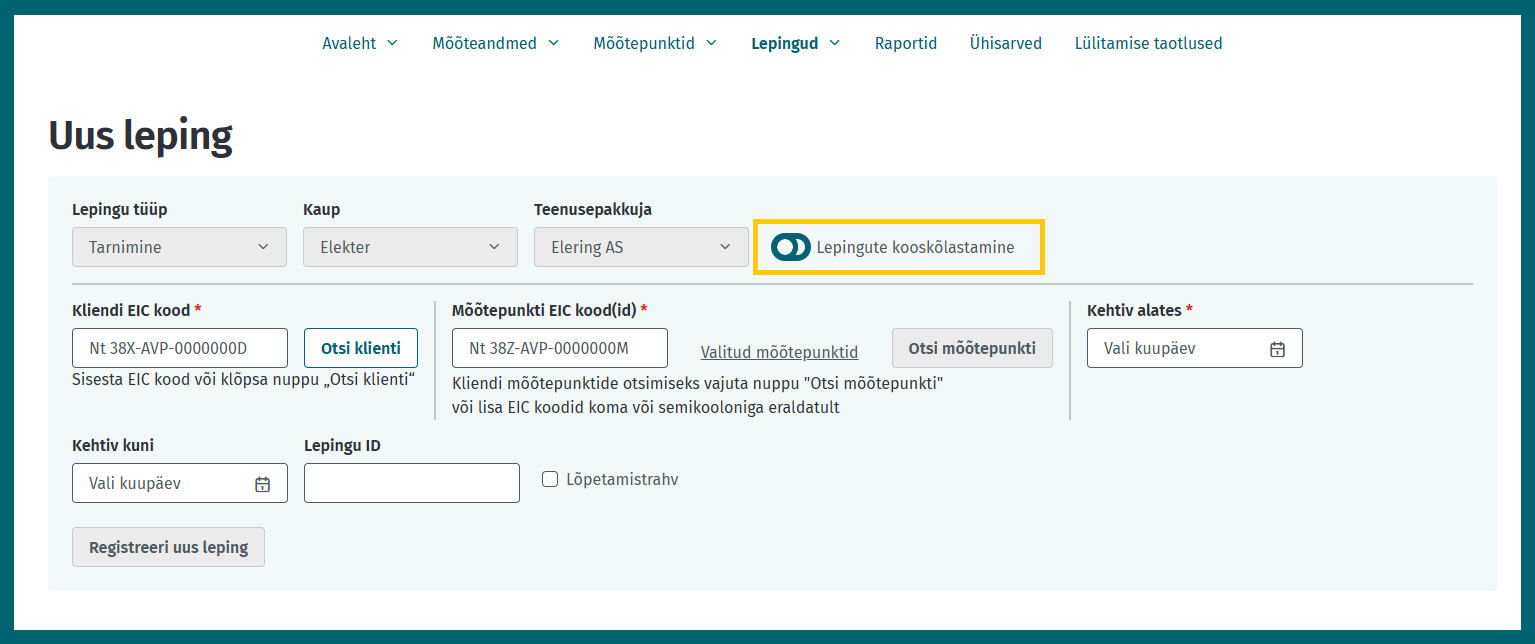 Avaleht Mõõteandmed Mõõtepunktid Lepingud Raportid Ühisarved Lülitamise taotlused
Uus leping
Lepingu tüüp Kaup Teenusepakkuja
Tarnimine Elekter Elering AS Lepingute kooskõlastamine
Kliendi EIC kood * Mõõtepunkti EIC kood(id) * Kehtiv alates *
Nt 38X-AVP-0000000D Otsi klienti Nt 38Z-AVP-0000000M Valitud mõõtepunktid Otsi mõõtepunkti Vali kuupäev
Sisesta EIC kood või klõpsa nuppu „Otsi klienti“ Kliendi mõõtepunktide otsimiseks vajuta nuppu "Otsi mõõtepunkti"
või lisa EIC koodid koma või semikooloniga eraldatult
Kehtiv kuni Lepingu ID
Vali kuupäev Lõpetamistrahv
Registreeri uus leping